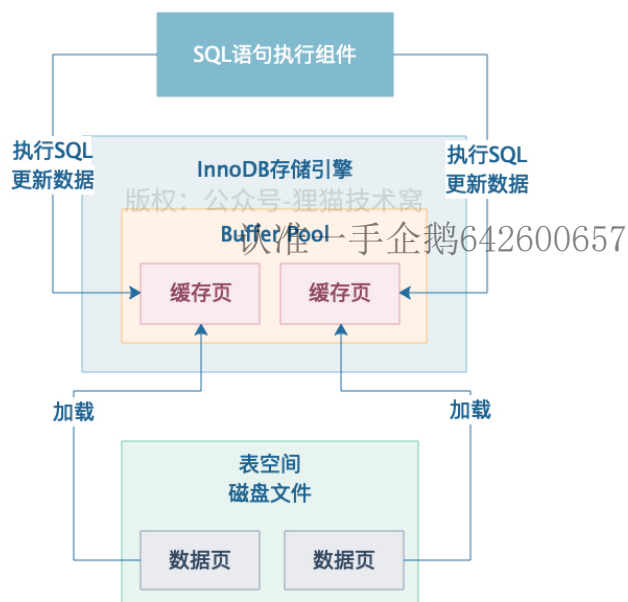 SQL语句执行组件
执行SQL
更新数据
执行SQL
更新数据
InnoDB存储引擎
版权：公众号-狸猫技术窝
Buffer Pool
认准一手企鹅642600657
缓存页
缓存页
加载
加载
表空间
磁盘文件
数据页
数据页